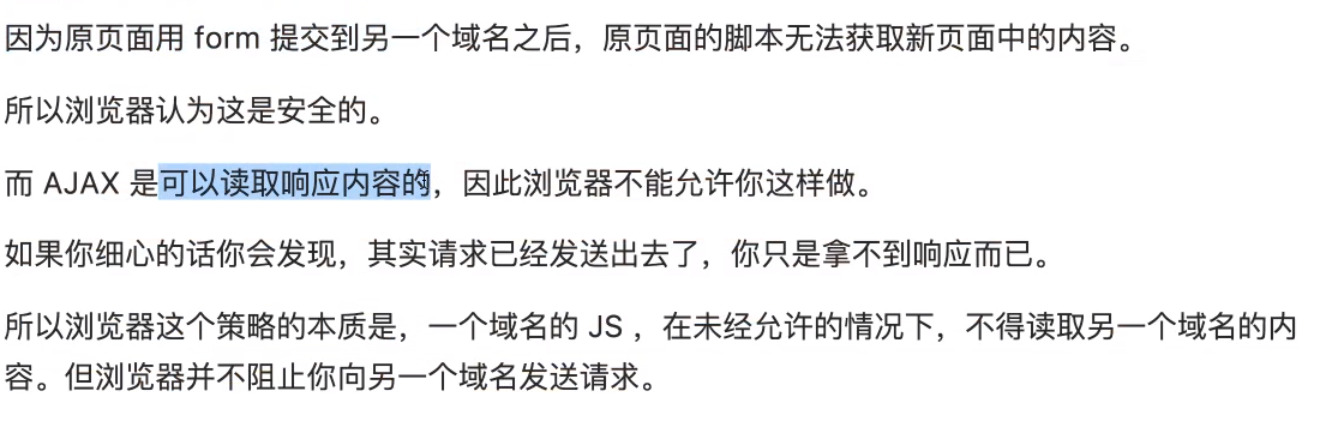 因为原页面用 form 提交到另一个域名之后，原页面的脚本无法获取新页面中的内容。
所以浏览器认为这是安全的。
而 AJAX 是可以读取响应内容的，因此浏览器不能允许你这样做。
如果你细心的话你会发现，其实请求已经发送出去了，你只是拿不到响应而已。
所以浏览器这个策略的本质是，一个域名的 JS ，在未经允许的情况下，不得读取另一个域名的内
容。但浏览器并不阻止你向另一个域名发送请求。